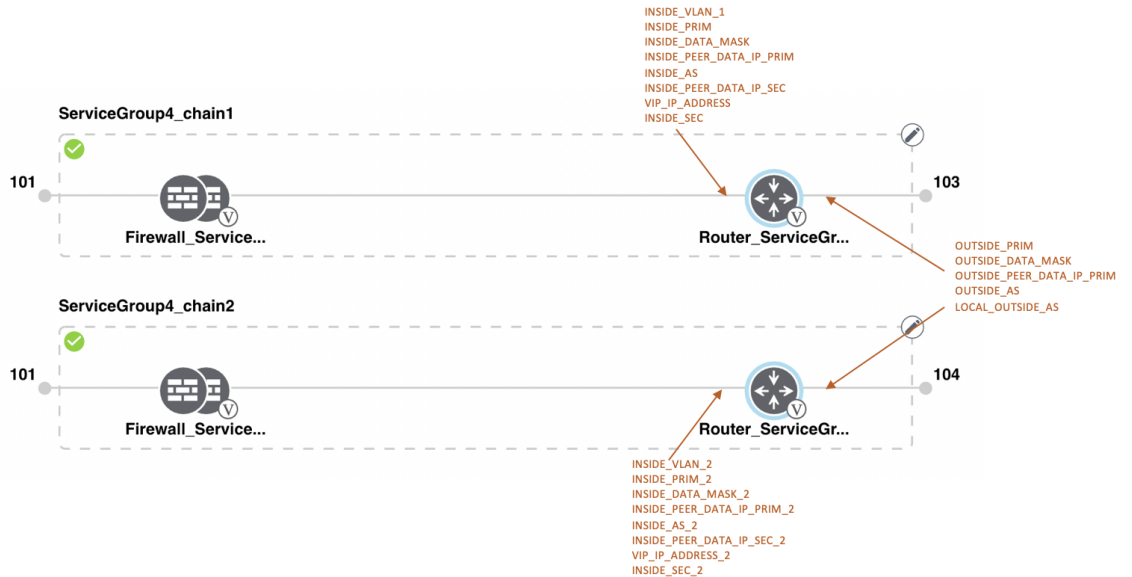 INSIDE_VLAN_1
INSIDE_PRIM
INSIDE_DATA_MASK
INSIDE_PEER_DATA_IP_PRIM
INSIDE_AS
INSIDE_PEER_DATA_IP_SEC
VIP_IP_ADDRESS
INSIDE_SEC
ServiceGroup4_chain1
101
103
V
V
Firewall_Service...
Router_ServiceGr...
OUTSIDE_PRIM
OUTSIDE_DATA_MASK
OUTSIDE_PEER_DATA_IP_PRIM
OUTSIDE_AS
LOCAL_OUTSIDE_AS
ServiceGroup4_chain2
101
104
V
V
Firewall_Service...
Router_ServiceGr...
INSIDE_VLAN_2
INSIDE_PRIM_2
INSIDE_DATA_MASK_2
INSIDE_PEER_DATA_IP_PRIM_2
INSIDE_AS_2
INSIDE_PEER_DATA_IP_SEC_2
VIP_IP_ADDRESS_2
INSIDE_SEC_2